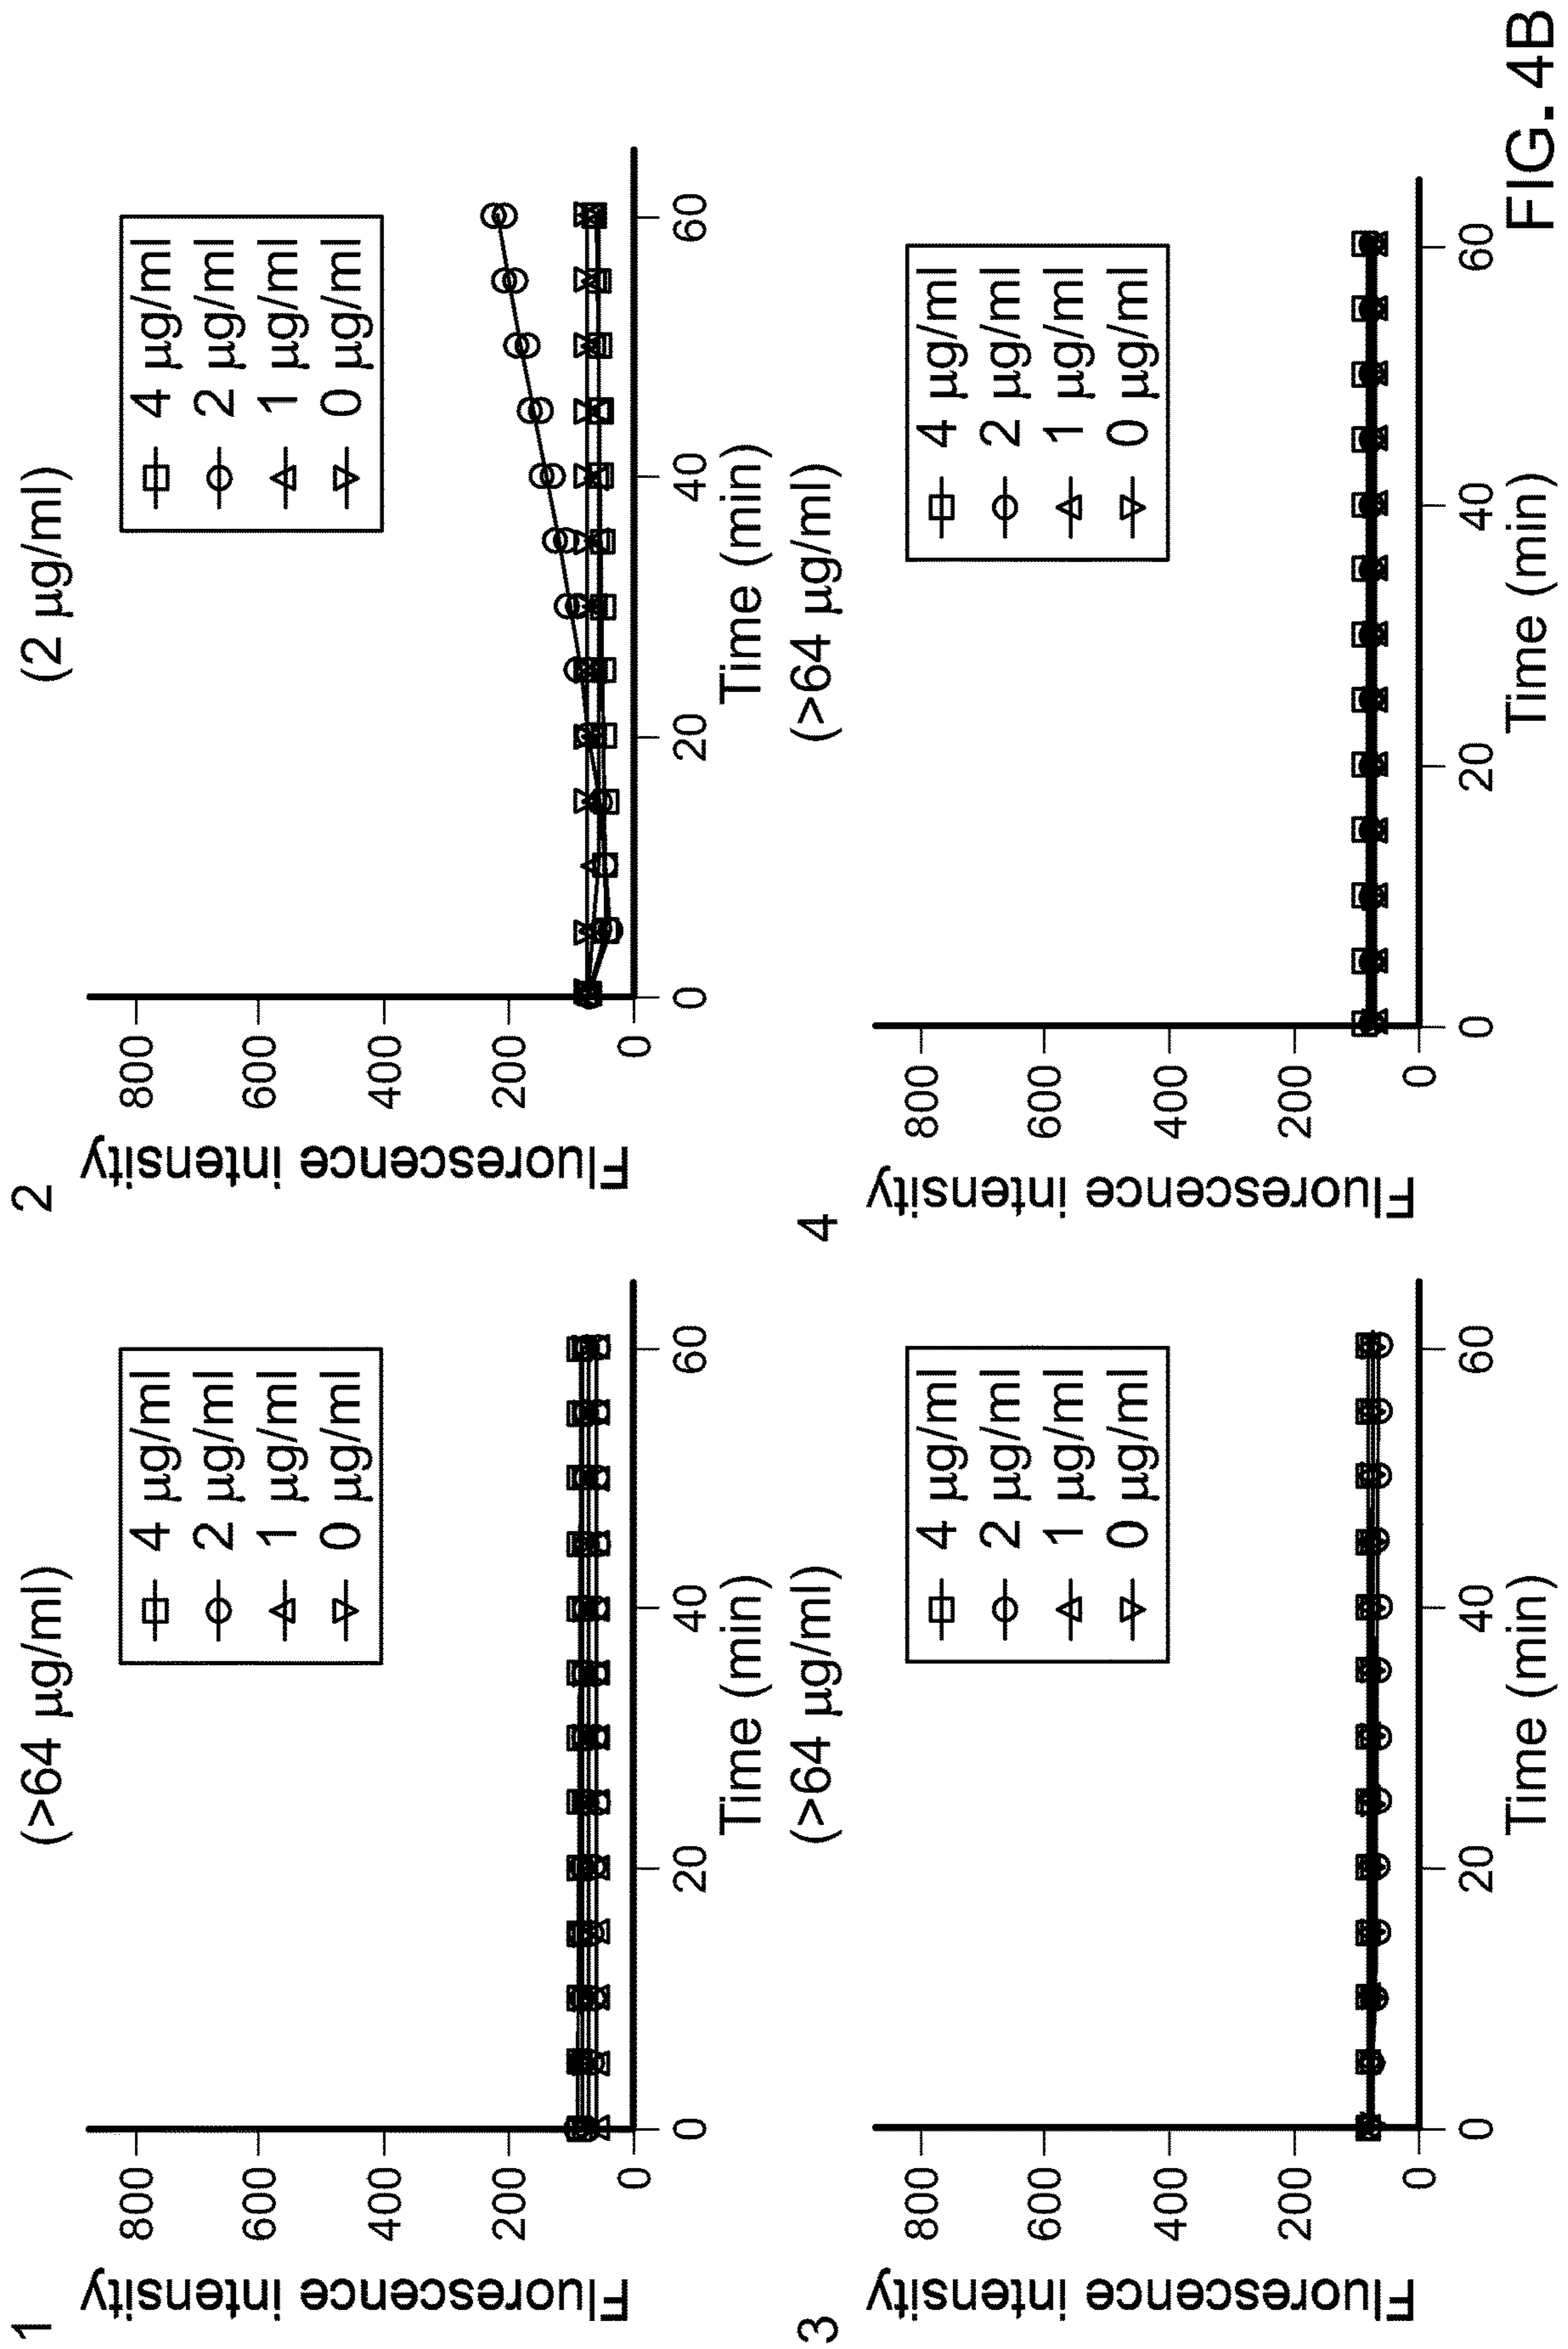 1
(>64 µg/ml)
Fluorescence intensity
800
600
400
200
0
4 µg/ml
2 µg/ml
1 µg/ml
0 µg/ml
0 20 40 60
Time (min)
2
(2 µg/ml)
Fluorescence intensity
800
600
400
200
0
4 µg/ml
2 µg/ml
1 µg/ml
0 µg/ml
0 20 40 60
Time (min)
3
(>64 µg/ml)
Fluorescence intensity
800
600
400
200
0
4 µg/ml
2 µg/ml
1 µg/ml
0 µg/ml
0 20 40 60
Time (min)
4
(>64 µg/ml)
Fluorescence intensity
800
600
400
200
0
4 µg/ml
2 µg/ml
1 µg/ml
0 µg/ml
0 20 40 60
Time (min)
FIG. 4B